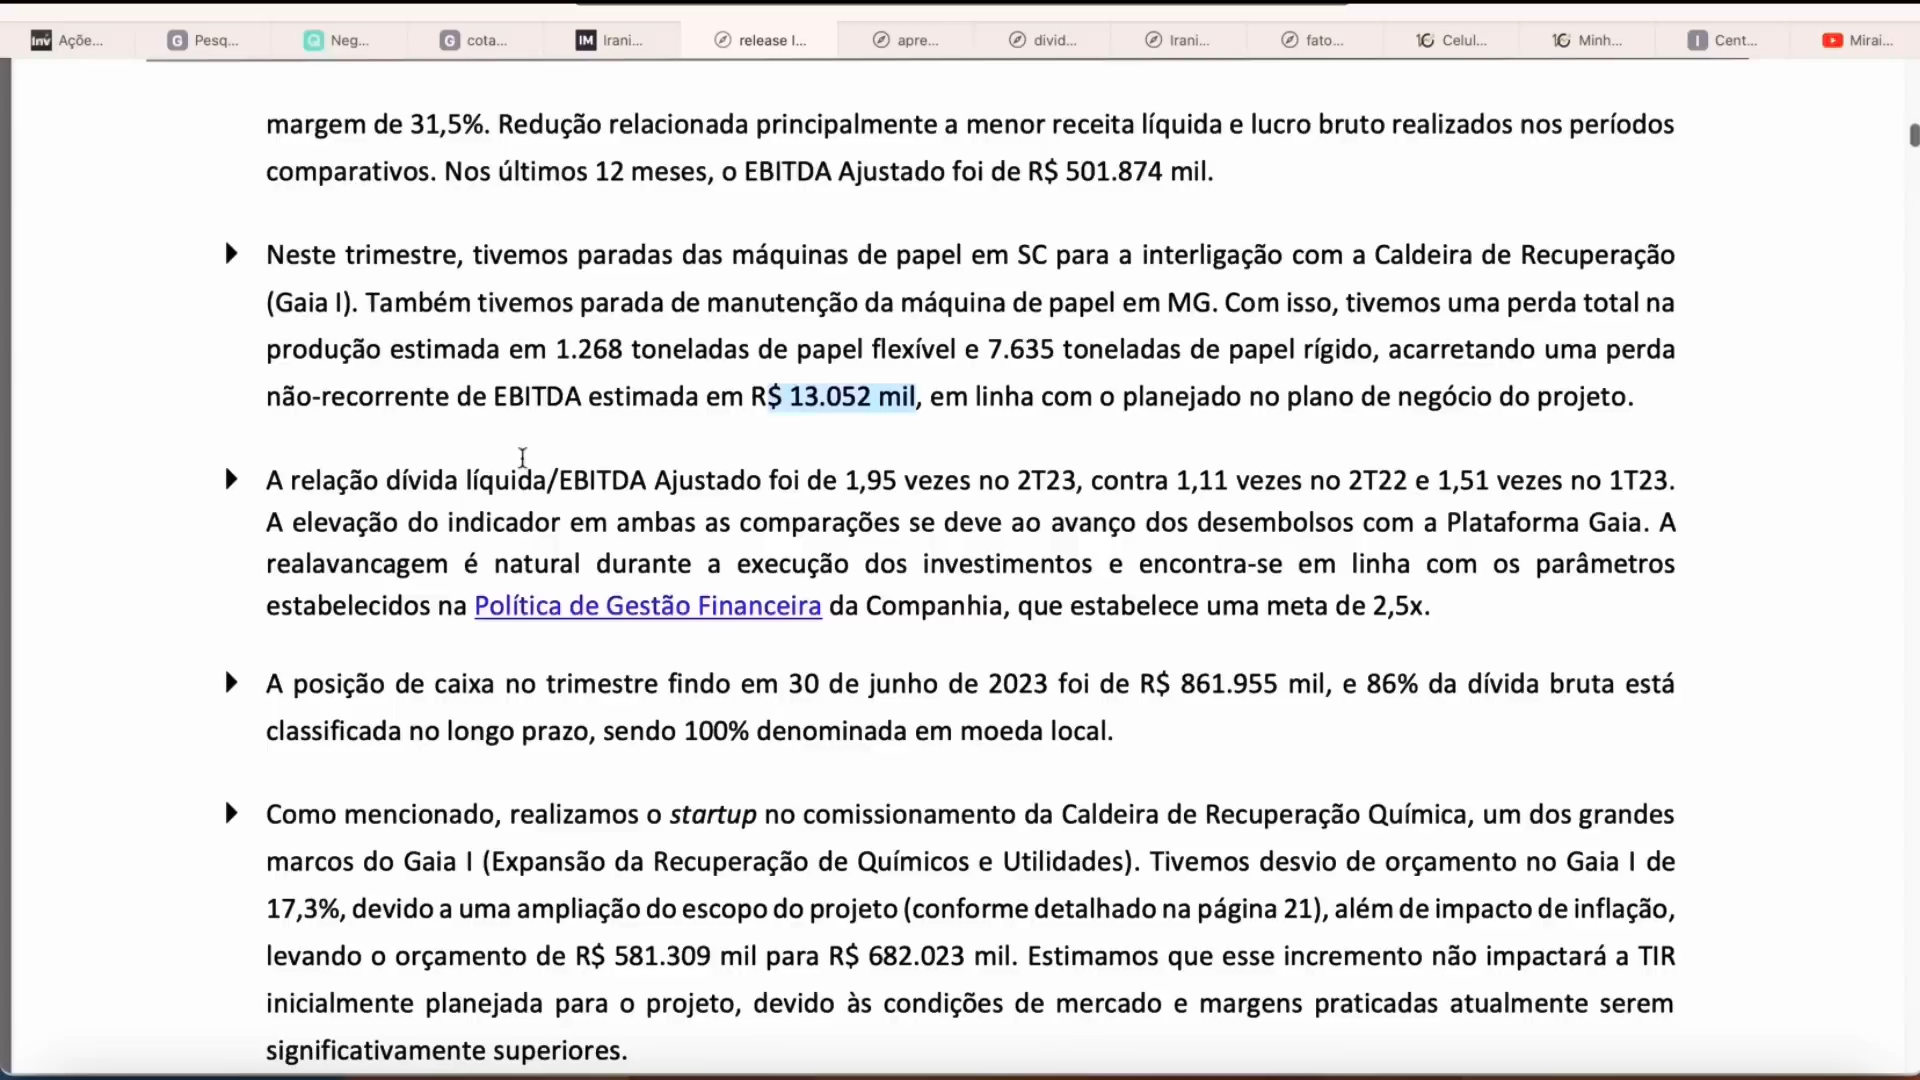 Inv Açõe... G Pesq... Neg... G cota... IM Irani... release I... apre... divid... Irani... fato... Celul... Minh... I Cent... Mirai...
margem de 31,5%. Redução relacionada principalmente a menor receita líquida e lucro bruto realizados nos períodos
comparativos. Nos últimos 12 meses, o EBITDA Ajustado foi de R$ 501.874 mil.
Neste trimestre, tivemos paradas das máquinas de papel em SC para a interligação com a Caldeira de Recuperação
(Gaia I). Também tivemos parada de manutenção da máquina de papel em MG. Com isso, tivemos uma perda total na
produção estimada em 1.268 toneladas de papel flexível e 7.635 toneladas de papel rígido, acarretando uma perda
não-recorrente de EBITDA estimada em R$ 13.052 mil, em linha com o planejado no plano de negócio do projeto.
A relação dívida líquida/EBITDA Ajustado foi de 1,95 vezes no 2T23, contra 1,11 vezes no 2T22 e 1,51 vezes no 1T23.
A elevação do indicador em ambas as comparações se deve ao avanço dos desembolsos com a Plataforma Gaia. A
realavancagem é natural durante a execução dos investimentos e encontra-se em linha com os parâmetros
estabelecidos na Política de Gestão Financeira da Companhia, que estabelece uma meta de 2,5x.
A posição de caixa no trimestre findo em 30 de junho de 2023 foi de R$ 861.955 mil, e 86% da dívida bruta está
classificada no longo prazo, sendo 100% denominada em moeda local.
Como mencionado, realizamos o startup no comissionamento da Caldeira de Recuperação Química, um dos grandes
marcos do Gaia I (Expansão da Recuperação de Químicos e Utilidades). Tivemos desvio de orçamento no Gaia I de
17,3%, devido a uma ampliação do escopo do projeto (conforme detalhado na página 21), além de impacto de inflação,
levando o orçamento de R$ 581.309 mil para R$ 682.023 mil. Estimamos que esse incremento não impactará a TIR
inicialmente planejada para o projeto, devido às condições de mercado e margens praticadas atualmente serem
significativamente superiores.